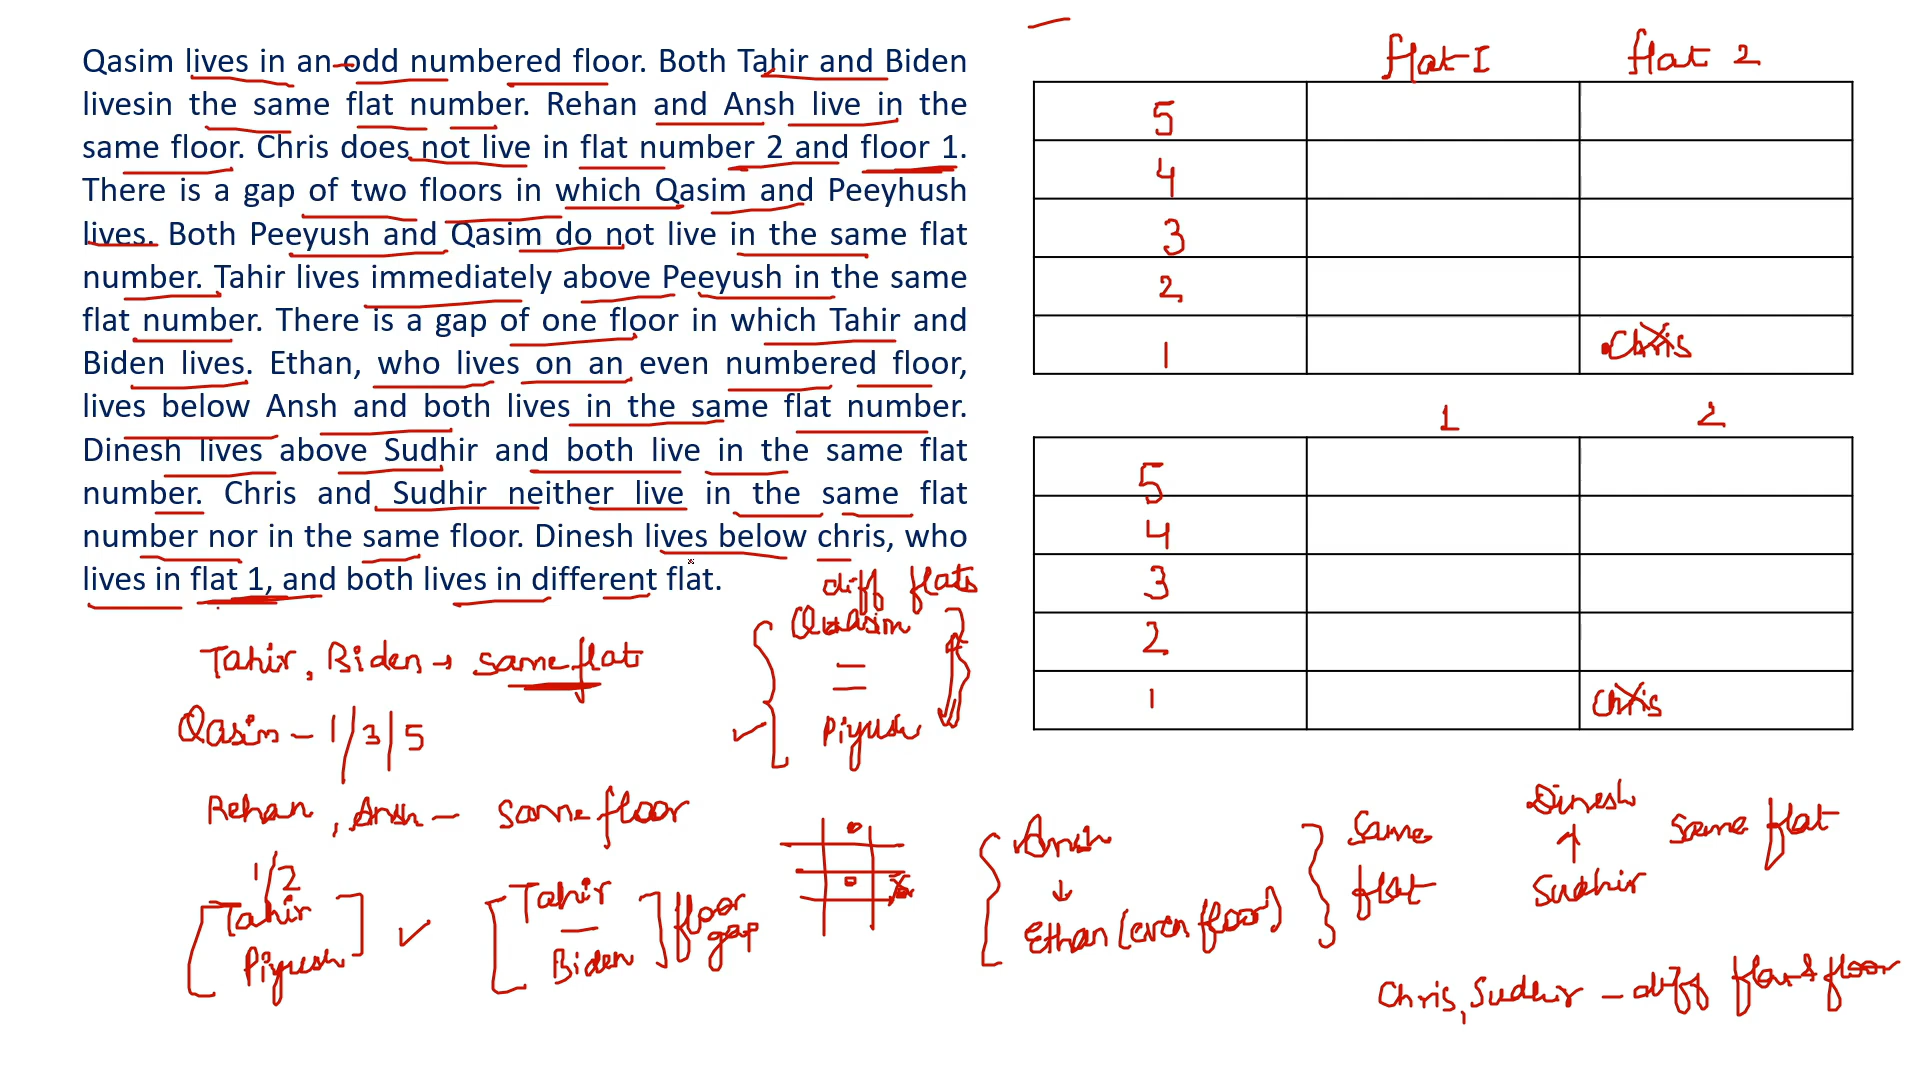 Qasim lives in an odd numbered floor. Both Tahir and Biden
livesin the same flat number. Rehan and Ansh live in the
same floor. Chris does not live in flat number 2 and floor 1.
There is a gap of two floors in which Qasim and Peeyhush
lives. Both Peeyush and Qasim do not live in the same flat
number. Tahir lives immediately above Peeyush in the same
flat number. There is a gap of one floor in which Tahir and
Biden lives. Ethan, who lives on an even numbered floor,
lives below Ansh and both lives in the same flat number.
Dinesh lives above Sudhir and both live in the same flat
number. Chris and Sudhir neither live in the same flat
number nor in the same floor. Dinesh lives below chris, who
lives in flat 1, and both lives in different flat.
flat I flat 2
5
4
3
2
1 Chris
1 2
5
4
3
2
1 Chris
Tahir, Biden → same flat
Qasim - 1/3/5
Rehan, Ansh - same floor
1/2
Tahir
Piyush
Tahir
Biden
floor
gap
diff flats
Piyush
Ansh
↓
Ethan (even floor)
same
flat
Dinesh
↑
Sudhir
same flat
Chris, Sudhir - diff flat & floor